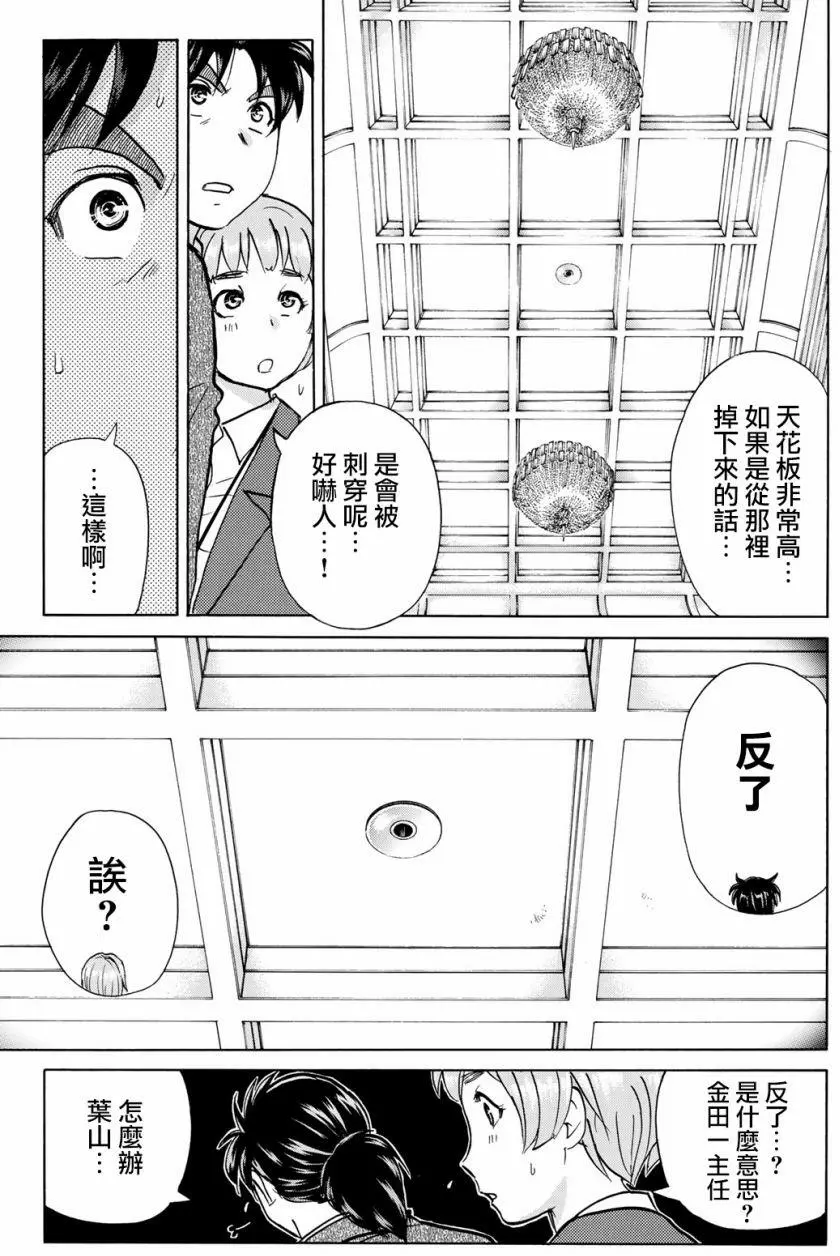 天花板非常高…
如果是從那裡
掉下來的話…
是會被
刺穿呢…
好嚇人…！
…這樣啊…
反了
誒？
反了…？
是什麼意思？
金田一主任
怎麼辦
葉山…